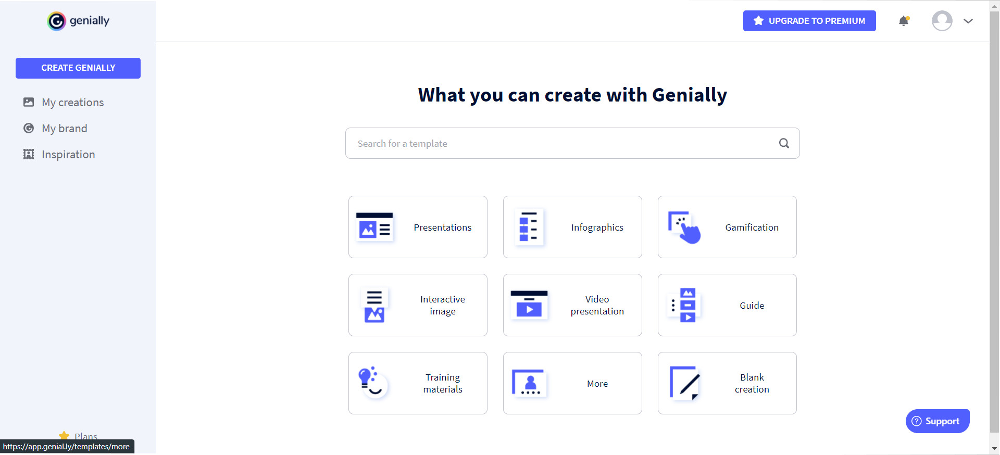 genially
UPGRADE TO PREMIUM
CREATE GENIALLY
My creations
My brand
Inspiration
What you can create with Genially
Search for a template
Presentations
Infographics
Gamification
Interactive
image
Video
presentation
Guide
Training
materials
More
Blank
creation
Support
Plans
https://app.genial.ly/templates/more